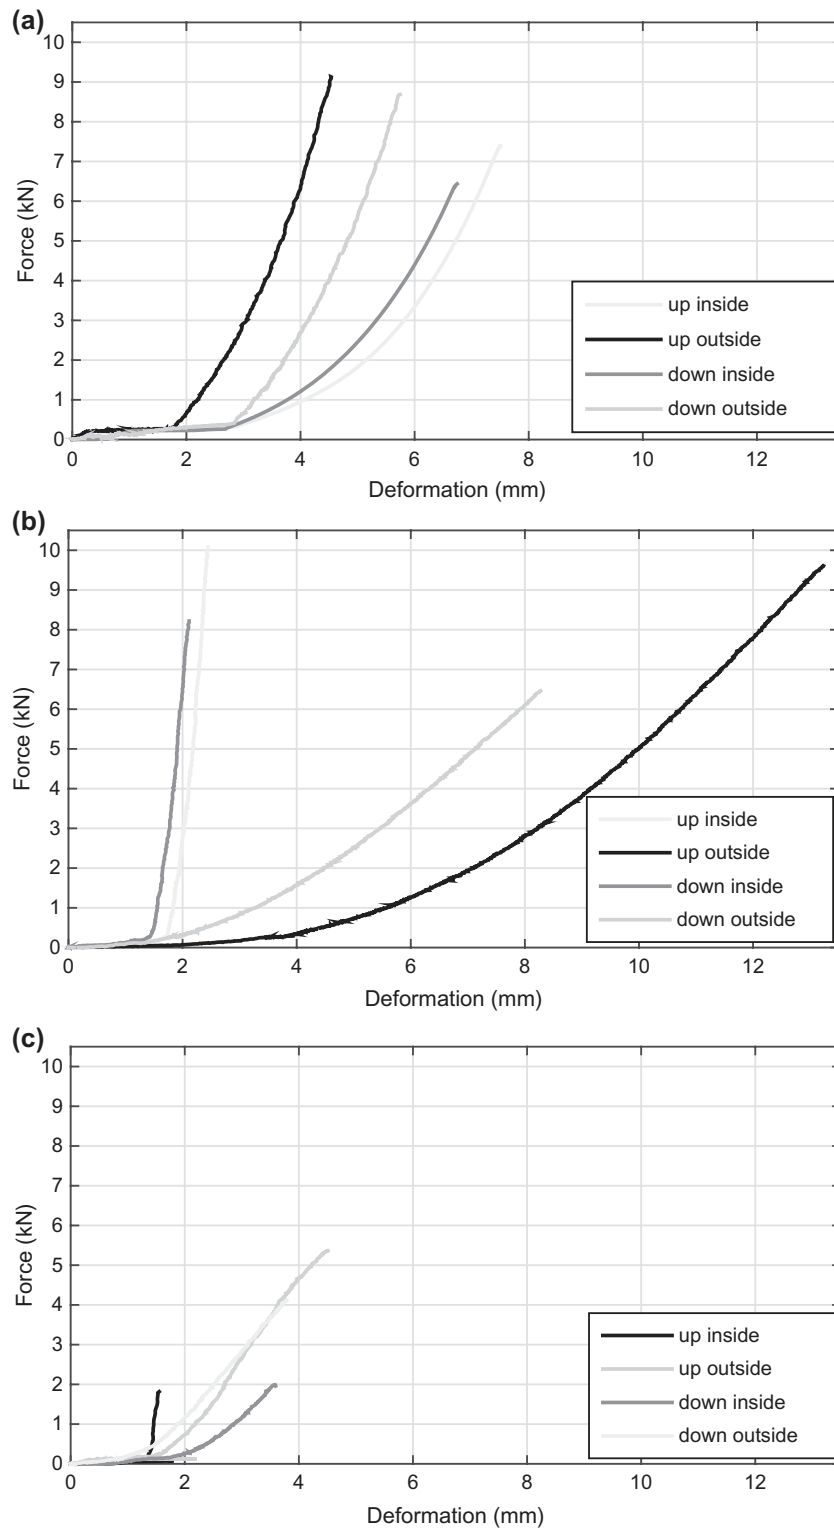 (a)
10
9
8
7
6
5
4
3
2
1
0
Force (kN)
up inside
up outside
down inside
down outside
0 2 4 6 8 10 12
Deformation (mm)
(b)
10
9
8
7
6
5
4
3
2
1
0
Force (kN)
up inside
up outside
down inside
down outside
0 2 4 6 8 10 12
Deformation (mm)
(c)
10
9
8
7
6
5
4
3
2
1
0
Force (kN)
up inside
up outside
down inside
down outside
0 2 4 6 8 10 12
Deformation (mm)